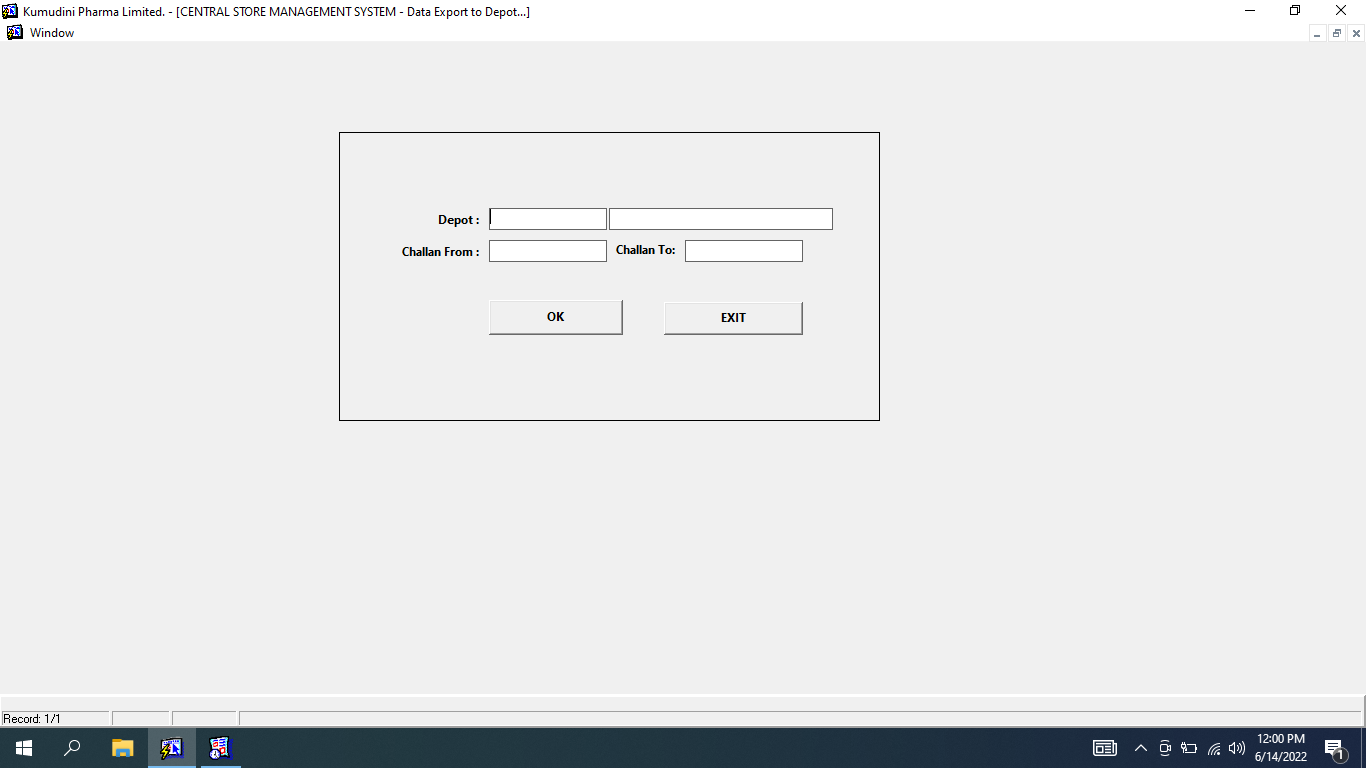 Kumudini Pharma Limited. - [CENTRAL STORE MANAGEMENT SYSTEM - Data Export to Depot...]
Window
Depot :
Challan From :
Challan To:
OK
EXIT
Record: 1/1
12:00 PM
6/14/2022
1